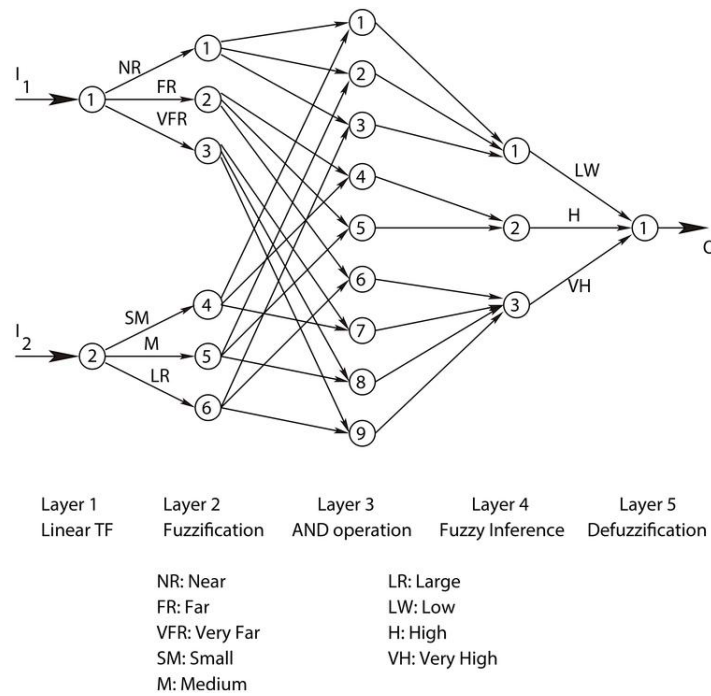 I1
1
NR
FR
VFR
1
2
3
I2
2
SM
M
LR
4
5
6
1
2
3
4
5
6
7
8
9
1
2
3
LW
H
VH
1
O
Layer 1 Layer 2 Layer 3 Layer 4 Layer 5
Linear TF Fuzzification AND operation Fuzzy Inference Defuzzification
NR: Near LR: Large
FR: Far LW: Low
VFR: Very Far H: High
SM: Small VH: Very High
M: Medium